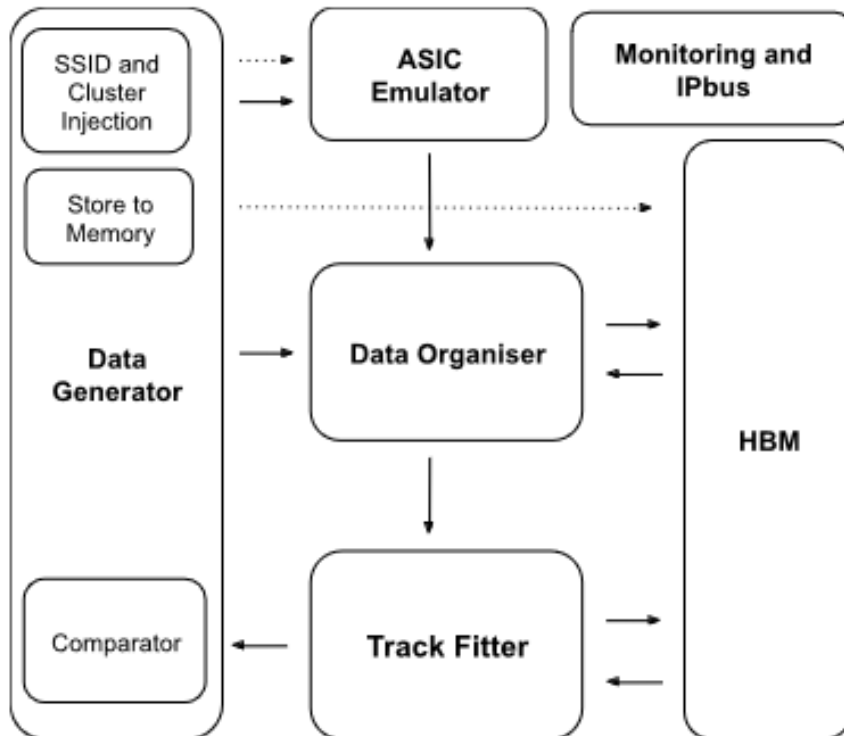 SSID and
Cluster
Injection
ASIC
Emulator
Monitoring and
IPbus
Store to
Memory
Data
Generator
Data Organiser
HBM
Comparator
Track Fitter